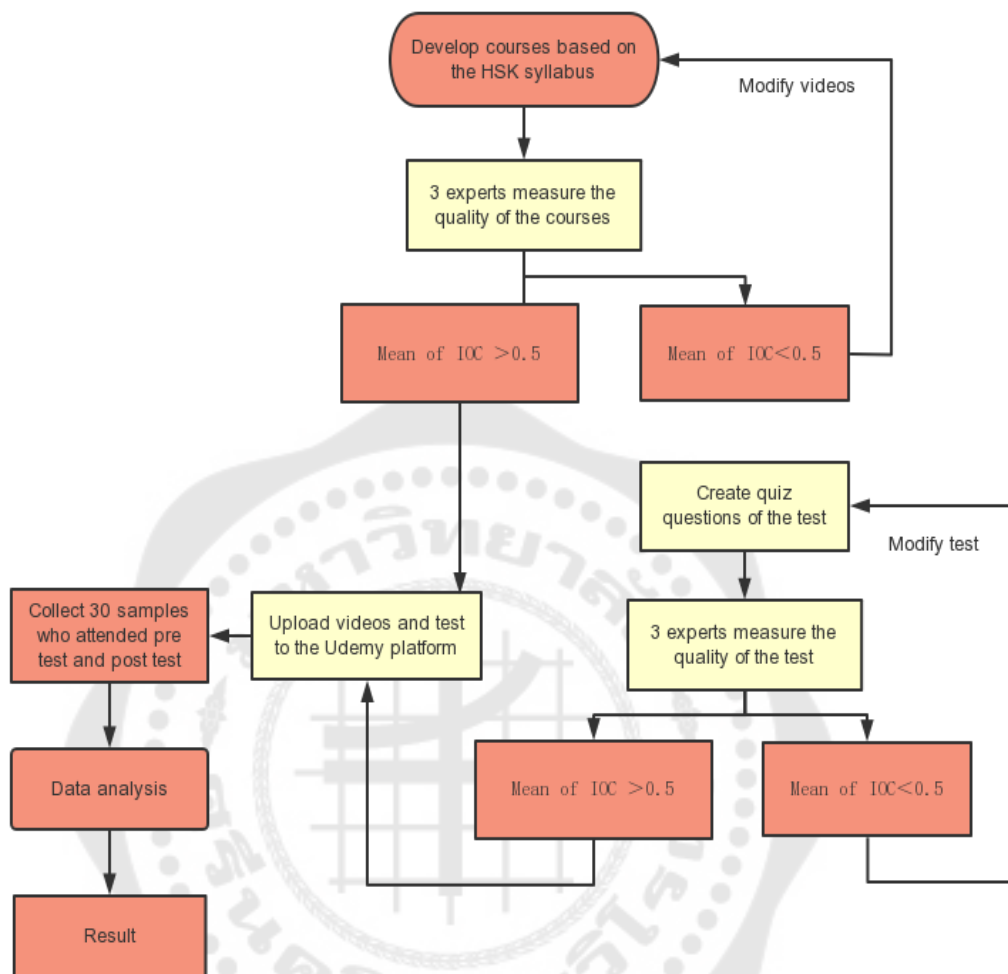 Develop courses based on
the HSK syllabus
Modify videos
3 experts measure the
quality of the courses
Mean of IOC >0.5
Mean of IOC<0.5
Create quiz
questions of the test
Modify test
Collect 30 samples
who attended pre
test and post test
Upload videos and test
to the Udemy platform
3 experts measure the
quality of the test
Data analysis
Mean of IOC >0.5
Mean of IOC<0.5
Result